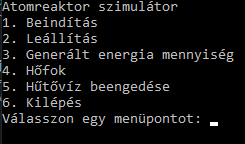 Atomreaktor szimulátor
1. Beindítás
2. Leállítás
3. Generált energia mennyiség
4. Hőfok
5. Hűtővíz beengedése
6. Kilépés
Válasszon egy menüpontot: